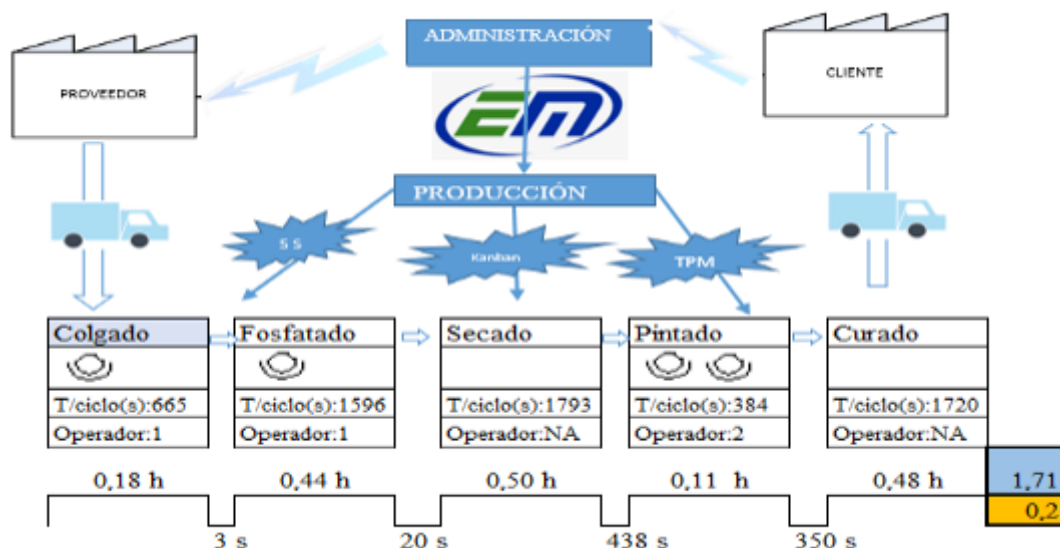 ADMINISTRACIÓN
PROVEEDOR
CLIENTE
EM
PRODUCCIÓN
5 S
Kanban
TPM
Colgado
Fosfatado
Secado
Pintado
Curado
T/ciclo(s):665
T/ciclo(s):1596
T/ciclo(s):1793
T/ciclo(s):384
T/ciclo(s):1720
Operador:1
Operador:1
Operador:NA
Operador:2
Operador:NA
0,18 h
0,44 h
0,50 h
0,11 h
0,48 h
1,71
0,2
3 s
20 s
438 s
350 s